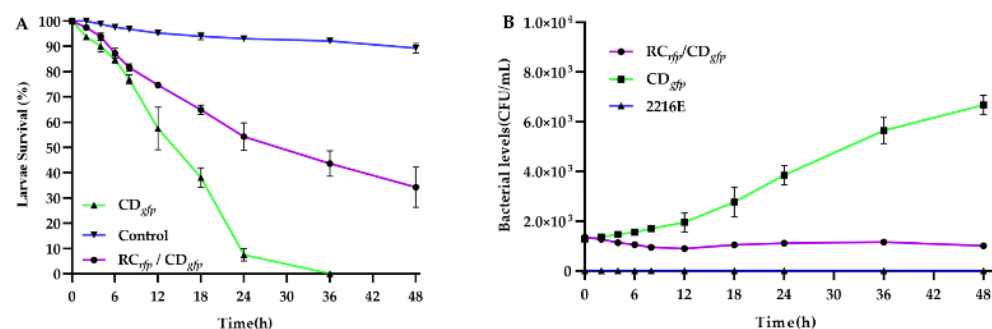 A
Larvae Survival (%)
100
90
80
70
60
50
40
30
20
10
0
CDgfp
Control
RCrfp / CDgfp
0 6 12 18 24 30 36 42 48
Time(h)
B
Bacterial levels(CFU/mL)
1.0×10⁴
8.0×10³
6.0×10³
4.0×10³
2.0×10³
0
RCrfp/CDgfp
CDgfp
2216E
0 6 12 18 24 30 36 42 48
Time(h)